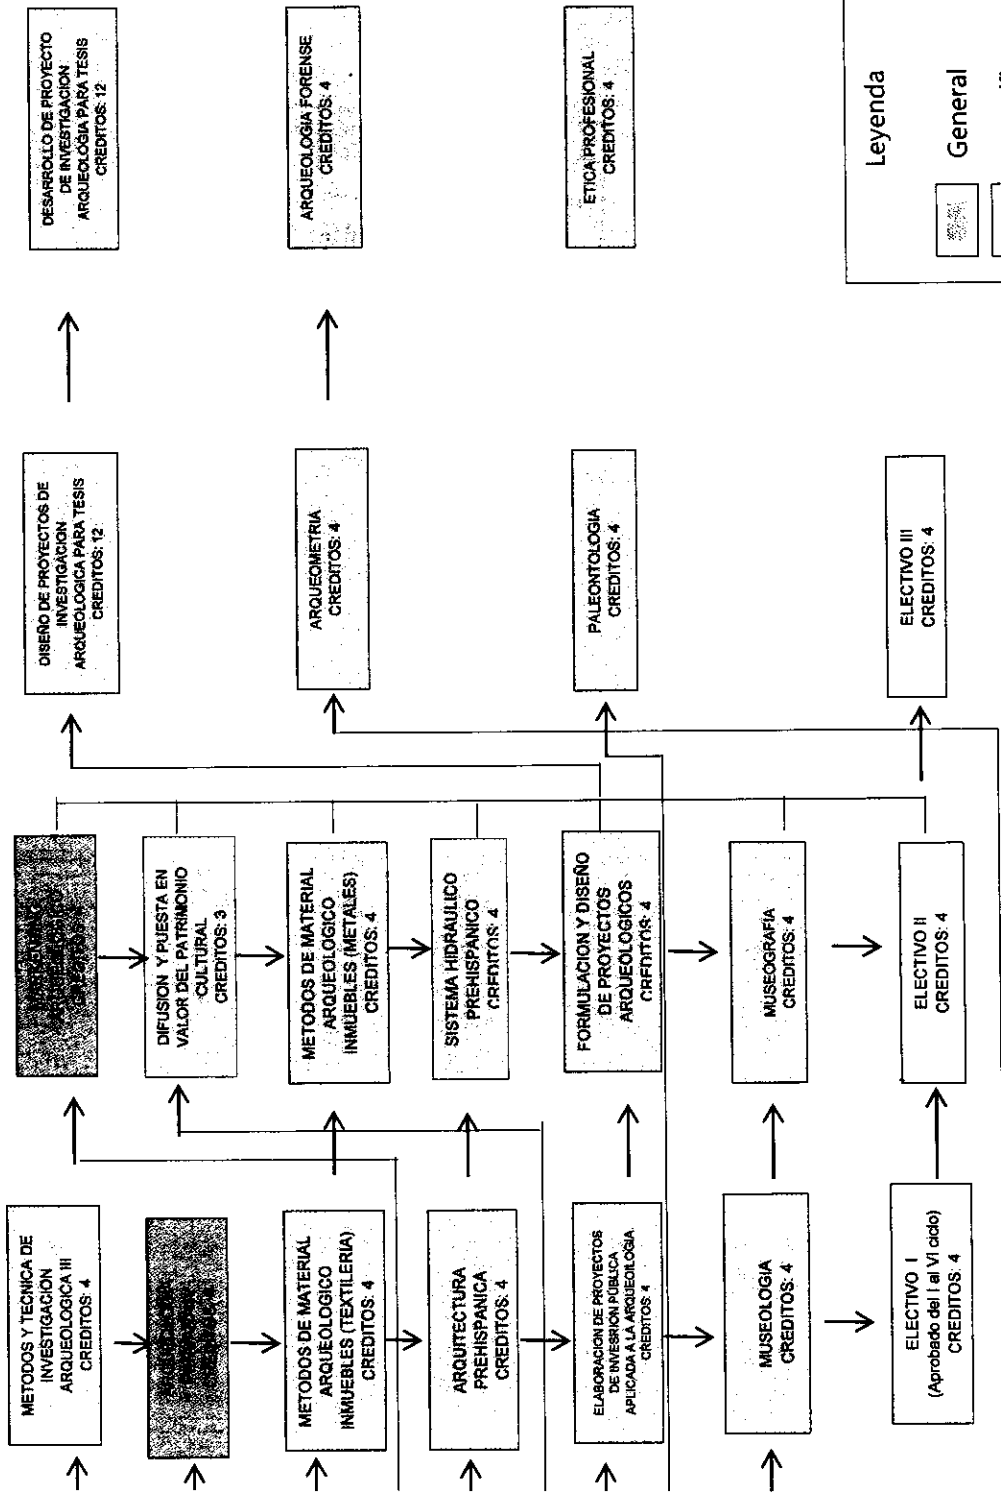 METODOS Y TECNICA DE
INVESTIGACION
ARQUEOLOGICA III
CREDITOS: 4
METODOS DE MATERIAL
ARQUEOLOGICO
INMUEBLES (TEXTILERIA)
CREDITOS: 4
ARQUITECTURA
PREHISPANICA
CREDITOS: 4
ELABORACION DE PROYECTOS
DE INVERSION PÚBLICA
APLICADA A LA ARQUEOLOGIA
CREDITOS: 4
MUSEOLOGIA
CREDITOS: 4
ELECTIVO I
(Aprobado del I al VI ciclo)
CREDITOS: 4
DIFUSION Y PUESTA EN
VALOR DEL PATRIMONIO
CULTURAL
CREDITOS: 3
METODOS DE MATERIAL
ARQUEOLOGICO
INMUEBLES (METALES)
CREDITOS: 4
SISTEMA HIDRAULICO
PREHISPANICO
CREDITOS: 4
FORMULACION Y DISEÑO
DE PROYECTOS
ARQUEOLOGICOS
CREDITOS: 4
MUSEOGRAFIA
CREDITOS: 4
ELECTIVO II
CREDITOS: 4
DISEÑO DE PROYECTOS DE
INVESTIGACION
ARQUEOLOGICA PARA TESIS
CREDITOS: 12
ARQUEOMETRIA
CREDITOS: 4
PALEONTOLOGIA
CREDITOS: 4
ELECTIVO III
CREDITOS: 4
DESARROLLO DE PROYECTO
DE INVESTIGACION
ARQUEOLOGIA PARA TESIS
CREDITOS: 12
ARQUEOLOGIA FORENSE
CREDITOS: 4
ETICA PROFESIONAL
CREDITOS: 4
Leyenda
General